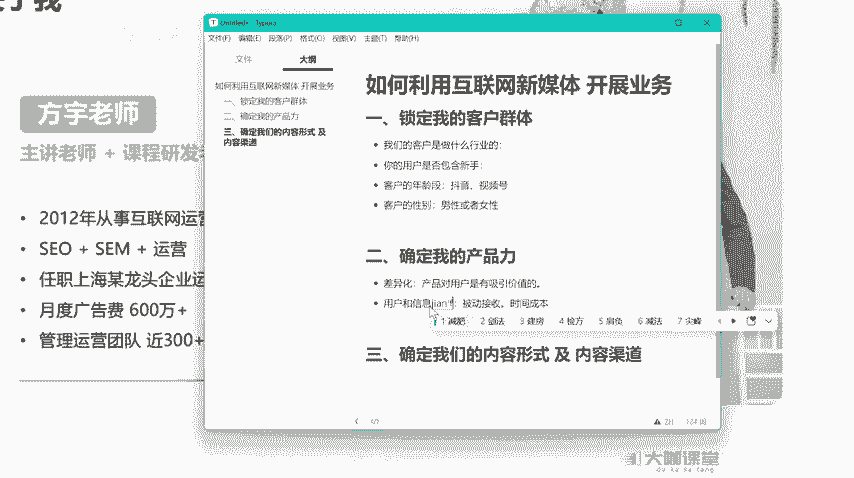 方宇老师
主讲老师 + 课程研发
• 2012年从事互联网运营
• SEO + SEM + 运营
• 任职上海某龙头企业运
• 月度广告费 600万+
• 管理运营团队 近300+
Untitled• - Typora
文件(F) 编辑(E) 段落(P) 格式(O) 视图(V) 主题(T) 帮助(H)
文件 大纲
如何利用互联网新媒体 开展业务
一、锁定我的客户群体
二、确定我的产品力
三、确定我们的内容形式 及
内容渠道
如何利用互联网新媒体 开展业务
一、锁定我的客户群体
• 我们的客户是做什么行业的：
• 你的用户是否包含新手：
• 客户的年龄段：抖音、视频号
• 客户的性别：男性或者女性
二、确定我的产品力
• 差异化：产品对用户是有吸引价值的。
• 用户和信息jian'f：被动接收。时间成本
1 减肥 2 剑法 3 建房 4 检方 5 肩负 6 减法 7 尖峰
三、确定我们的内容形式 及 内容渠道
大咖课堂